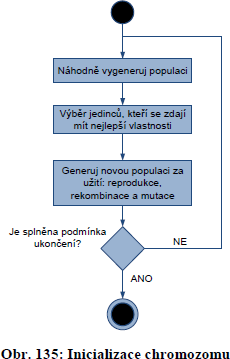 Náhodně vygeneruj populaci
Výběr jedinců, kteří se zdají
mít nejlepší vlastnosti
Generuj novou populaci za
užití: reprodukce,
rekombinace a mutace
Je splněna podmínka
ukončení?
NE
ANO
Obr. 135: Inicializace chromozomu